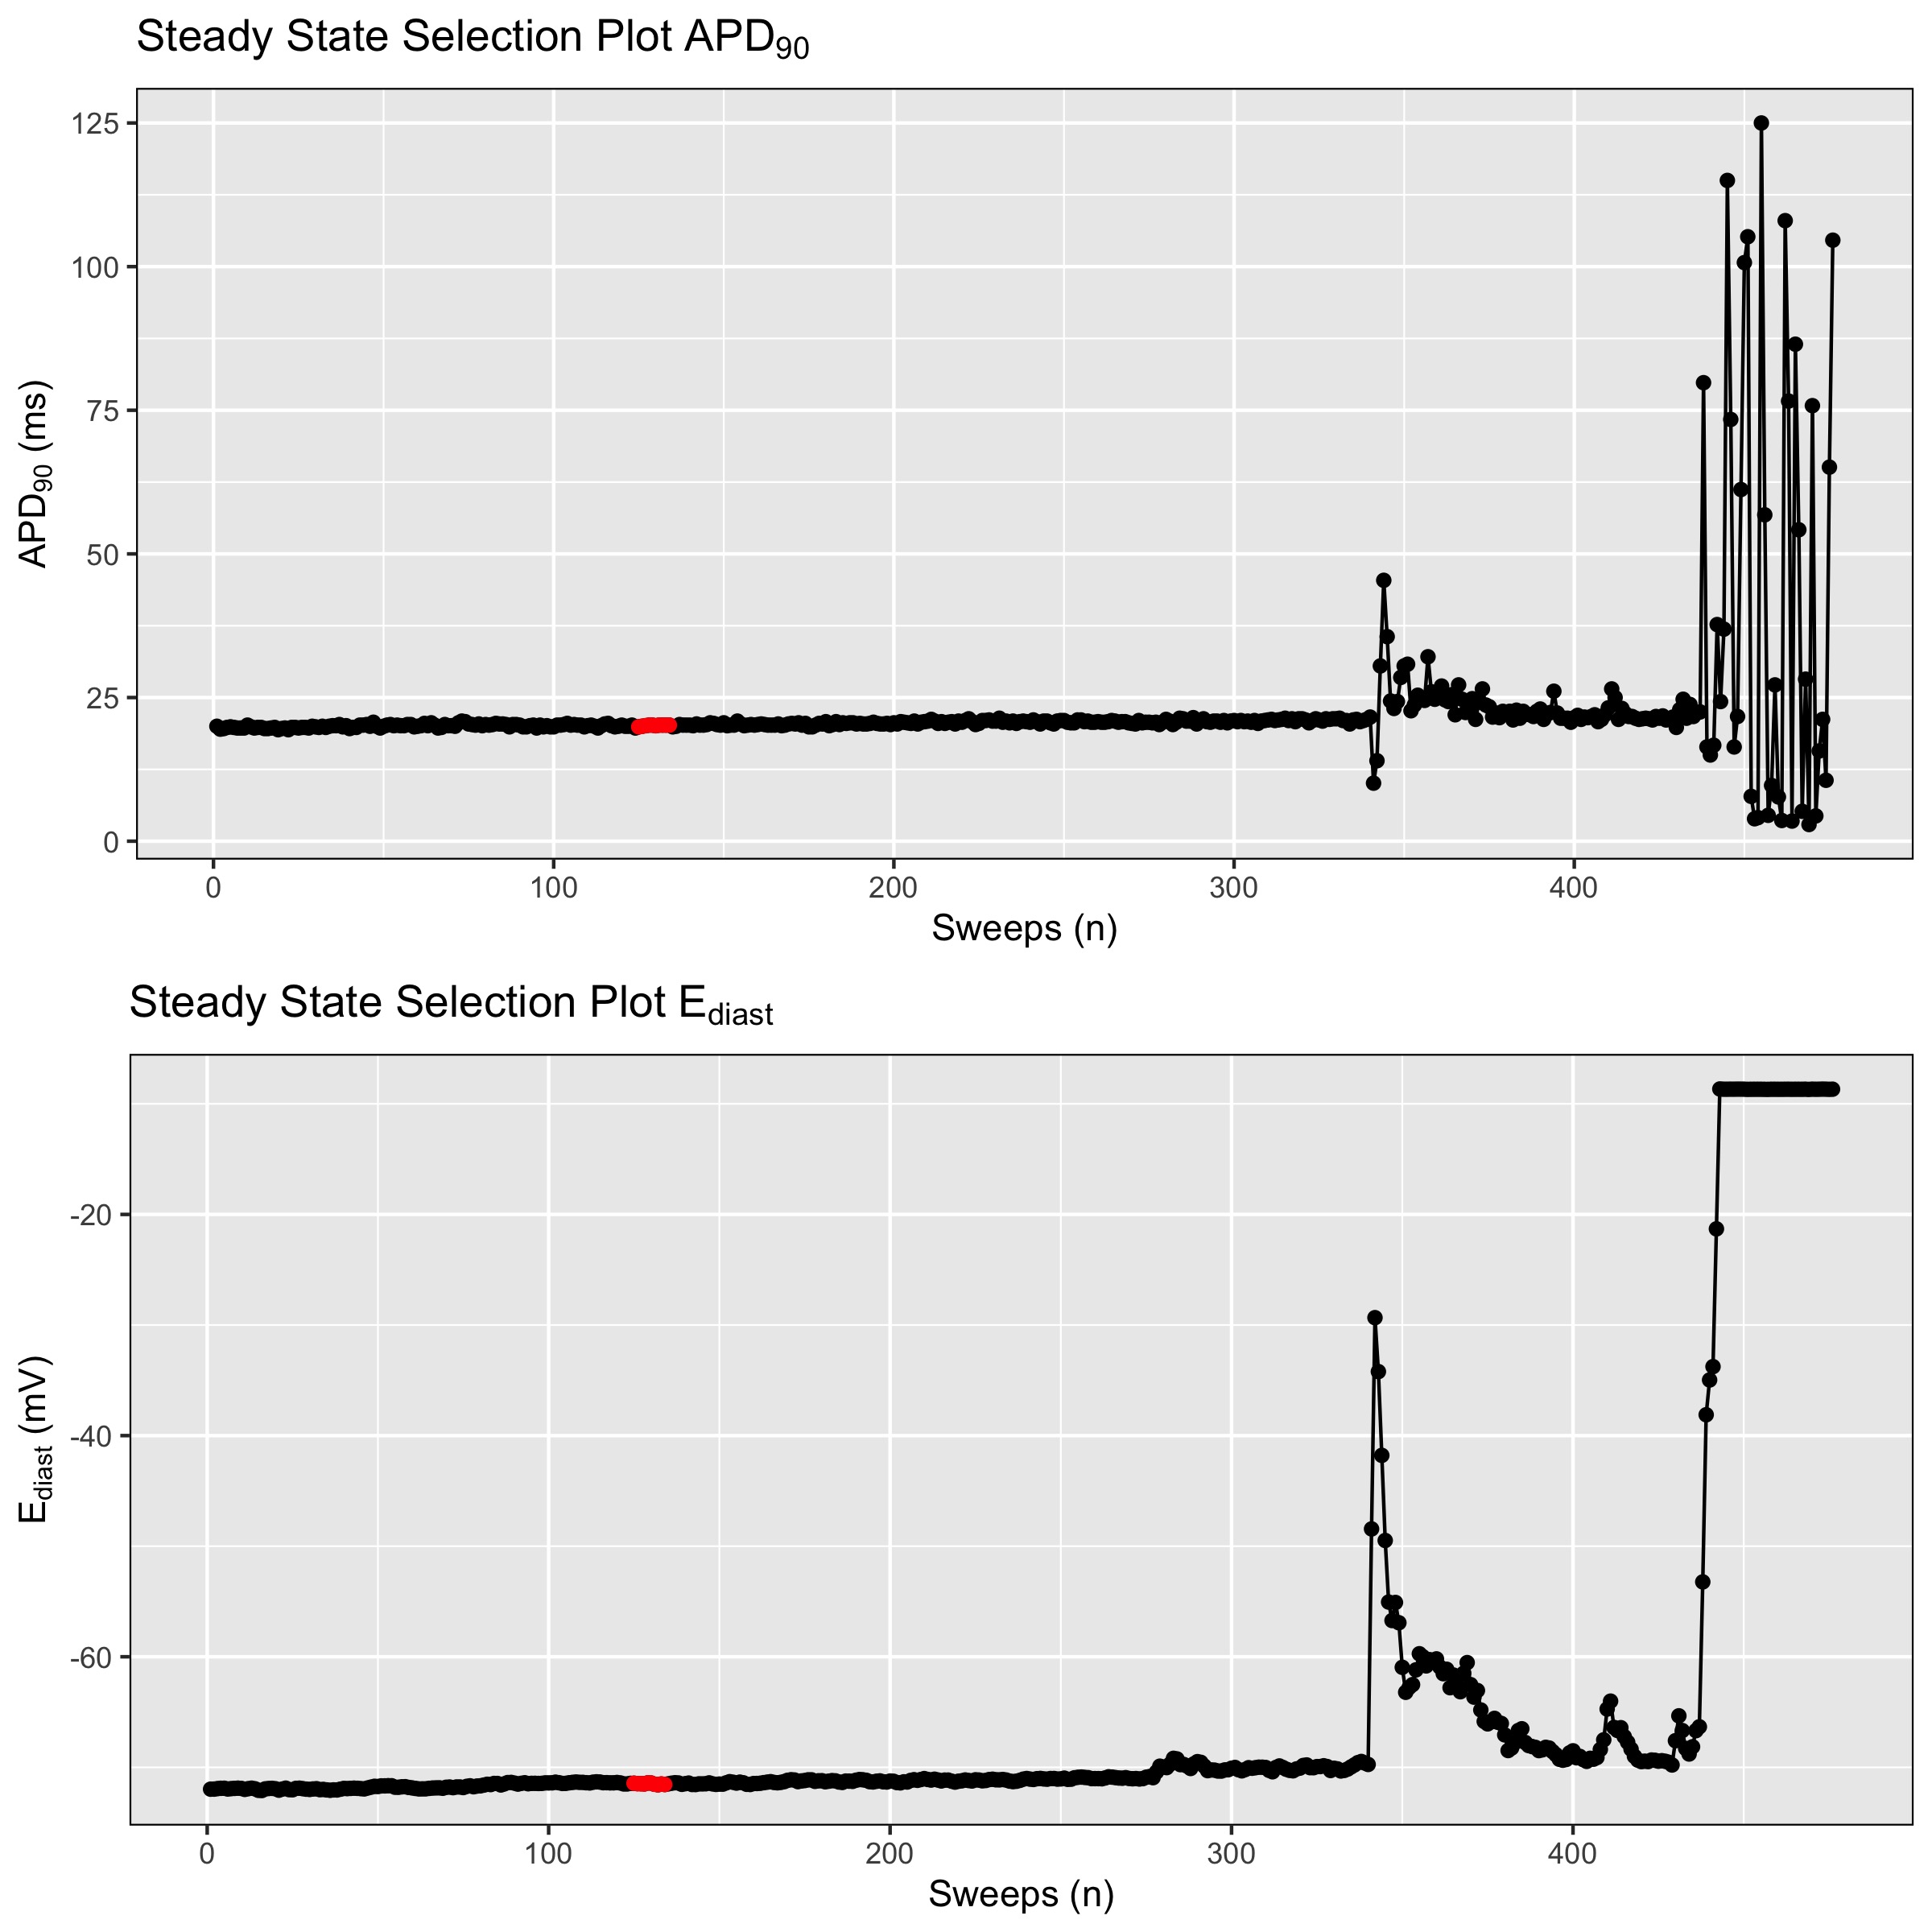 Steady State Selection Plot APD90
125
100
75
50
25
0
APD90 (ms)
0 100 200 300 400
Sweeps (n)
Steady State Selection Plot Ediast
-20
-40
-60
Ediast (mV)
0 100 200 300 400
Sweeps (n)